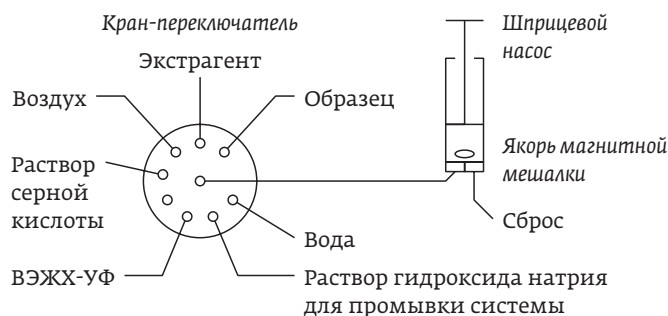 Кран-переключатель
Шприцевой
насос
Экстрагент
Воздух
Образец
Раствор
серной
кислоты
Якорь магнитной
мешалки
Сброс
Вода
ВЭЖХ-УФ
Раствор гидроксида натрия
для промывки системы